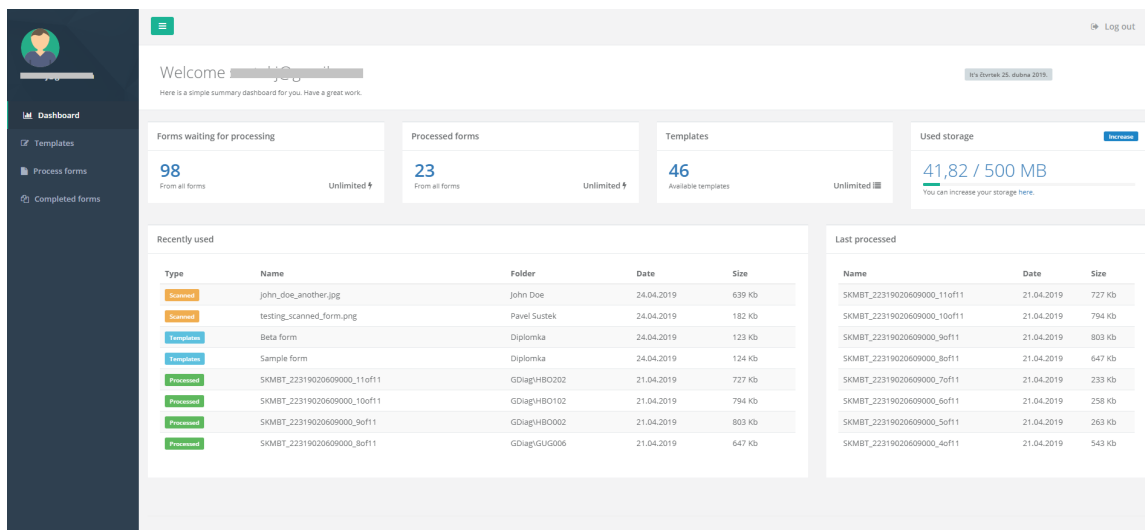 Log out
Welcome
Here is a simple summary dashboard for you. Have a great work.
It's čtvrtek 25. dubna 2019.
Dashboard
Templates
Process forms
Completed forms
Forms waiting for processing
98
From all forms
Unlimited
Processed forms
23
From all forms
Unlimited
Templates
46
Available templates
Unlimited
Used storage
Increase
41,82 / 500 MB
You can increase your storage here.
Recently used
Type Name Folder Date Size
Scanned john_doe_another.jpg John Doe 24.04.2019 639 Kb
Scanned testing_scanned_form.png Pavel Sustek 24.04.2019 182 Kb
Templates Beta form Diplomka 24.04.2019 123 Kb
Templates Sample form Diplomka 24.04.2019 124 Kb
Processed SKMBT_22319020609000_11of11 GDiag\HBO202 21.04.2019 727 Kb
Processed SKMBT_22319020609000_10of11 GDiag\HBO102 21.04.2019 794 Kb
Processed SKMBT_22319020609000_9of11 GDiag\HBO002 21.04.2019 803 Kb
Processed SKMBT_22319020609000_8of11 GDiag\GUG006 21.04.2019 647 Kb
Last processed
Name Date Size
SKMBT_22319020609000_11of11 21.04.2019 727 Kb
SKMBT_22319020609000_10of11 21.04.2019 794 Kb
SKMBT_22319020609000_9of11 21.04.2019 803 Kb
SKMBT_22319020609000_8of11 21.04.2019 647 Kb
SKMBT_22319020609000_7of11 21.04.2019 233 Kb
SKMBT_22319020609000_6of11 21.04.2019 258 Kb
SKMBT_22319020609000_5of11 21.04.2019 263 Kb
SKMBT_22319020609000_4of11 21.04.2019 543 Kb